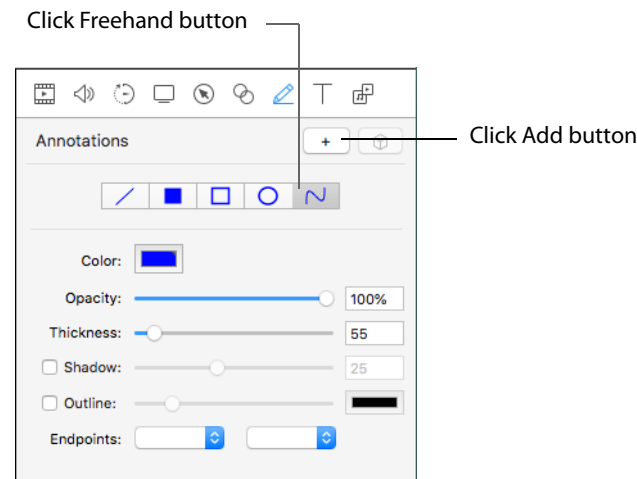 Click Freehand button
Annotations
+
Click Add button
Color:
Opacity: 100%
Thickness: 55
Shadow: 25
Outline:
Endpoints: